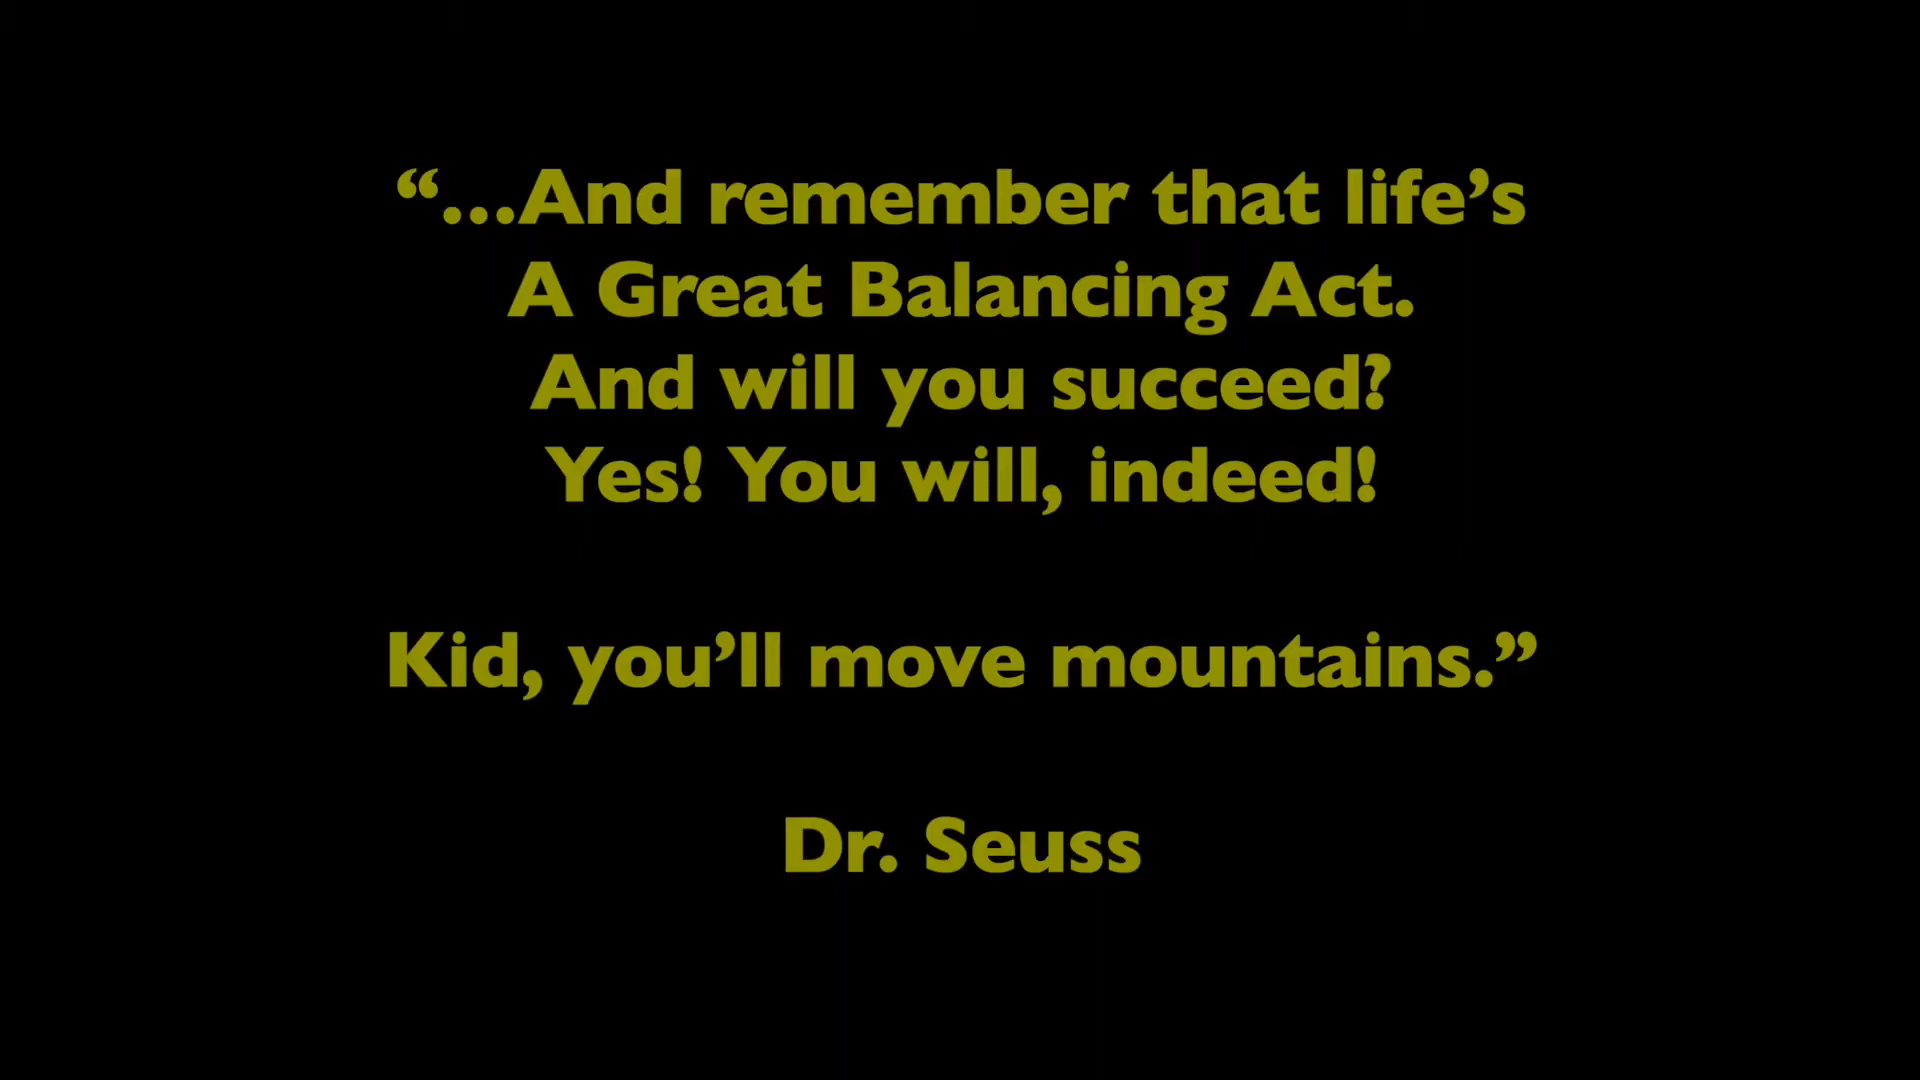 “...And remember that life’s
A Great Balancing Act.
And will you succeed?
Yes! You will, indeed!
Kid, you’ll move mountains.”
Dr. Seuss